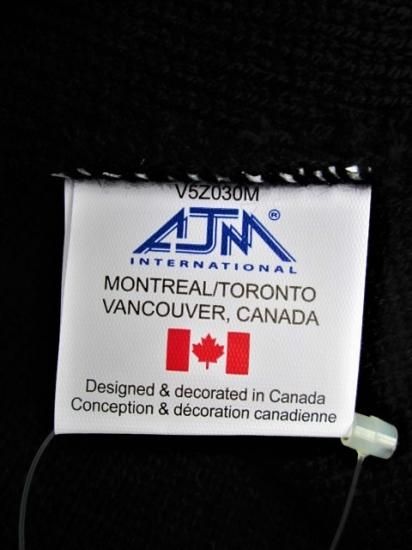 V5Z030M
AJM®
INTERNATIONAL
MONTREAL/TORONTO
VANCOUVER, CANADA
Designed & decorated in Canada
Conception & décoration canadienne